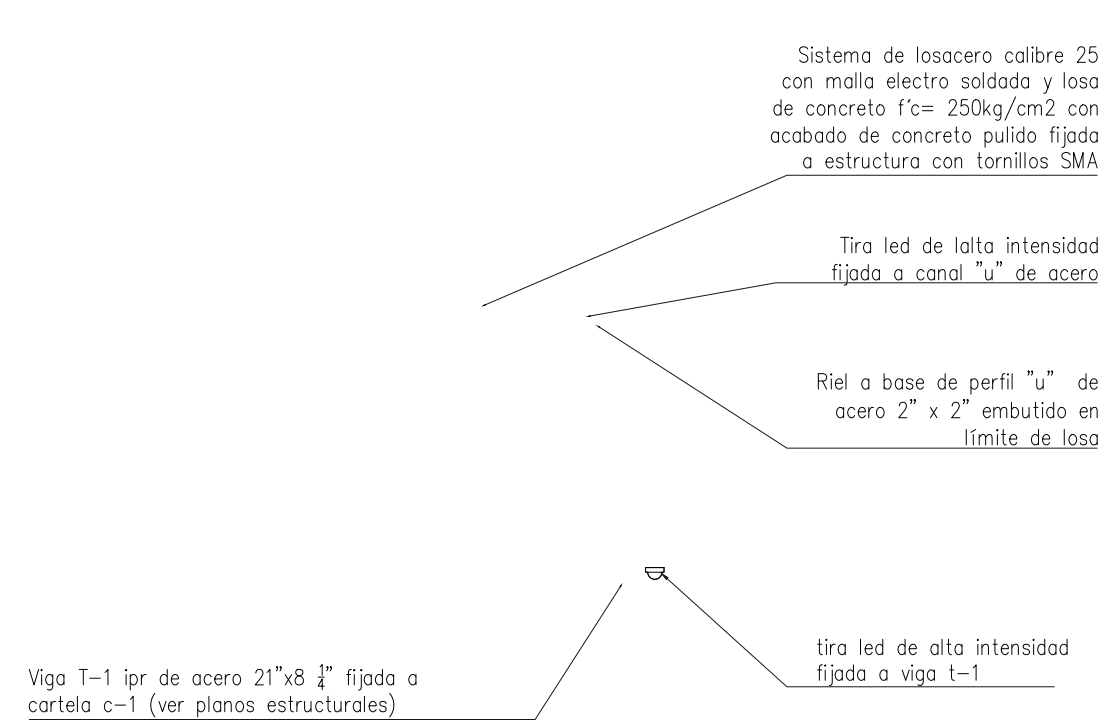 Sistema de losacero calibre 25
con malla electro soldada y losa
de concreto f´c= 250kg/cm2 con
acabado de concreto pulido fijada
a estructura con tornillos SMA
Tira led de lalta intensidad
fijada a canal "u" de acero
Riel a base de perfil "u" de
acero 2" x 2" embutido en
límite de losa
tira led de alta intensidad
fijada a viga t-1
Viga T-1 ipr de acero 21"x8 1/4" fijada a
cartela c-1 (ver planos estructurales)